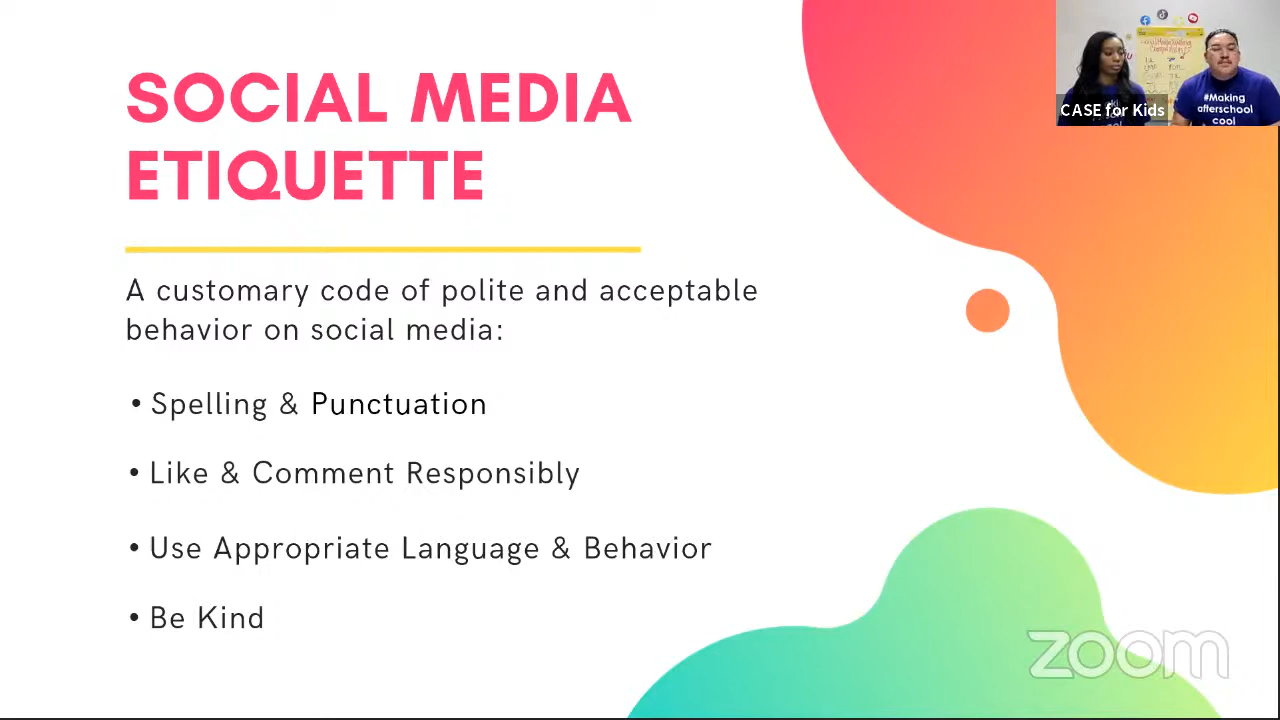 SOCIAL MEDIA
ETIQUETTE
A customary code of polite and acceptable
behavior on social media:
• Spelling & Punctuation
• Like & Comment Responsibly
• Use Appropriate Language & Behavior
• Be Kind
CASE for Kids
#Making
afterschool
cool
zoom